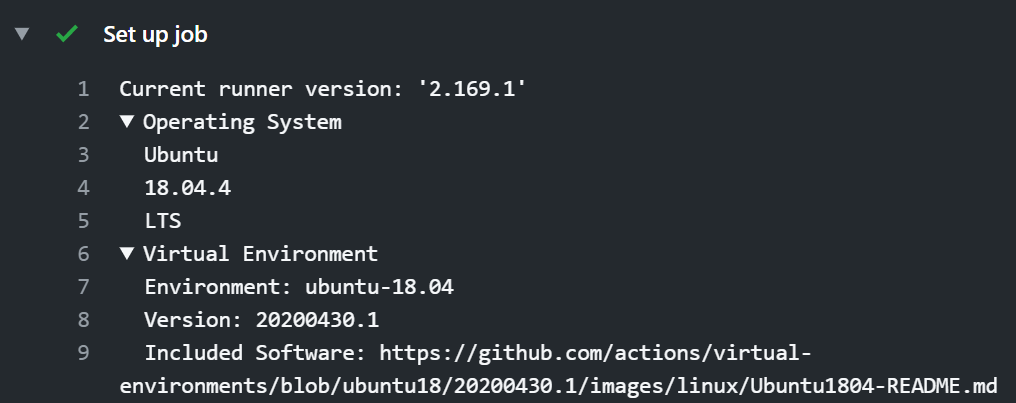 Set up job
1 Current runner version: '2.169.1'
2 ▼ Operating System
3 Ubuntu
4 18.04.4
5 LTS
6 ▼ Virtual Environment
7 Environment: ubuntu-18.04
8 Version: 20200430.1
9 Included Software: https://github.com/actions/virtual-
environments/blob/ubuntu18/20200430.1/images/linux/Ubuntu1804-README.md